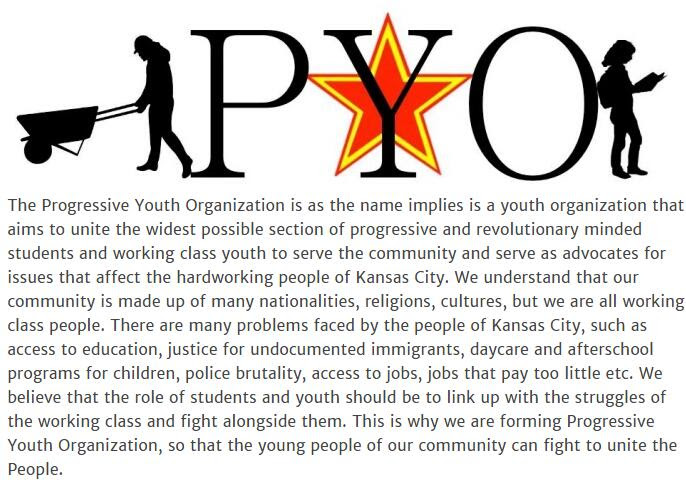 PYO
The Progressive Youth Organization is as the name implies is a youth organization that
aims to unite the widest possible section of progressive and revolutionary minded
students and working class youth to serve the community and serve as advocates for
issues that affect the hardworking people of Kansas City. We understand that our
community is made up of many nationalities, religions, cultures, but we are all working
class people. There are many problems faced by the people of Kansas City, such as
access to education, justice for undocumented immigrants, daycare and afterschool
programs for children, police brutality, access to jobs, jobs that pay too little etc. We
believe that the role of students and youth should be to link up with the struggles of
the working class and fight alongside them. This is why we are forming Progressive
Youth Organization, so that the young people of our community can fight to unite the
People.